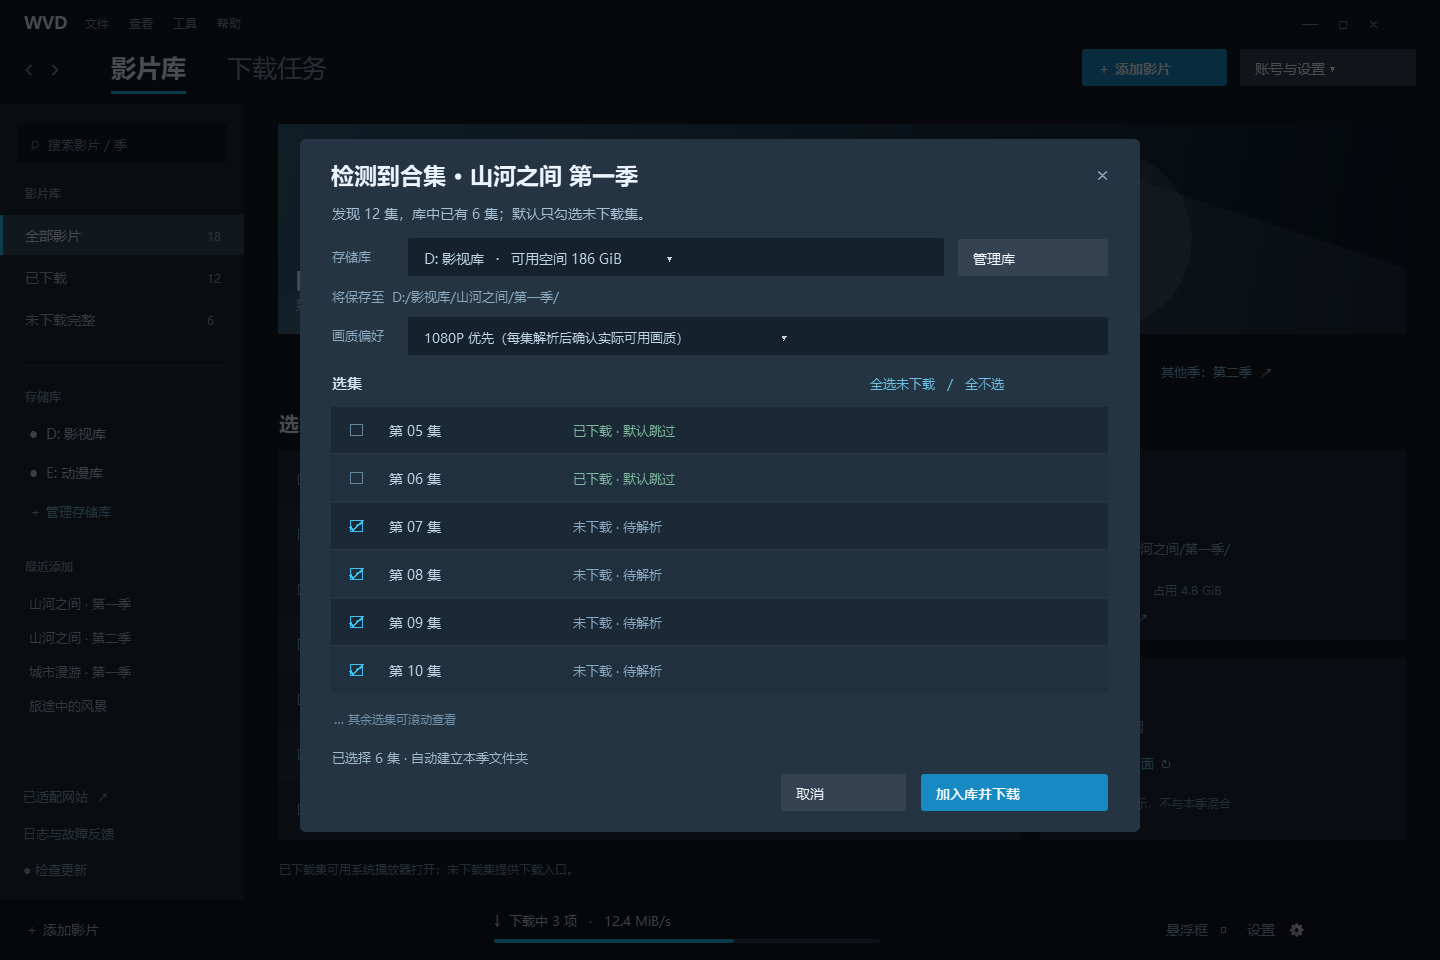 WVD 文件 查看 工具 帮助
影片库 下载任务 + 添加影片 账号与设置
搜索影片 / 季
影片库
全部影片 18
已下载 12
未下载完整 6
存储库
D: 影视库
E: 动漫库
+ 管理存储库
最近添加
山河之间 · 第一季
山河之间 · 第二季
城市漫游 · 第一季
旅途中的风景
已适配网站 ↗
日志与故障反馈
检查更新
检测到合集 • 山河之间 第一季
发现 12 集，库中已有 6 集；默认只勾选未下载集。
存储库 D: 影视库 · 可用空间 186 GiB 管理库
将保存至 D:/影视库/山河之间/第一季/
画质偏好 1080P 优先（每集解析后确认实际可用画质）
选集 全选未下载 / 全不选
第 05 集 已下载 · 默认跳过
第 06 集 已下载 · 默认跳过
第 07 集 未下载 · 待解析
第 08 集 未下载 · 待解析
第 09 集 未下载 · 待解析
第 10 集 未下载 · 待解析
... 其余选集可滚动查看
已选择 6 集 · 自动建立本季文件夹
取消 加入库并下载
其他季：第二季 ↗
选
河之间/第一季/
占用 4.8 GiB
面
示，不与本季混合
已下载集可用系统播放器打开；未下载集提供下载入口。
+ 添加影片 ↓ 下载中 3 项 · 12.4 MiB/s 悬浮框 设置